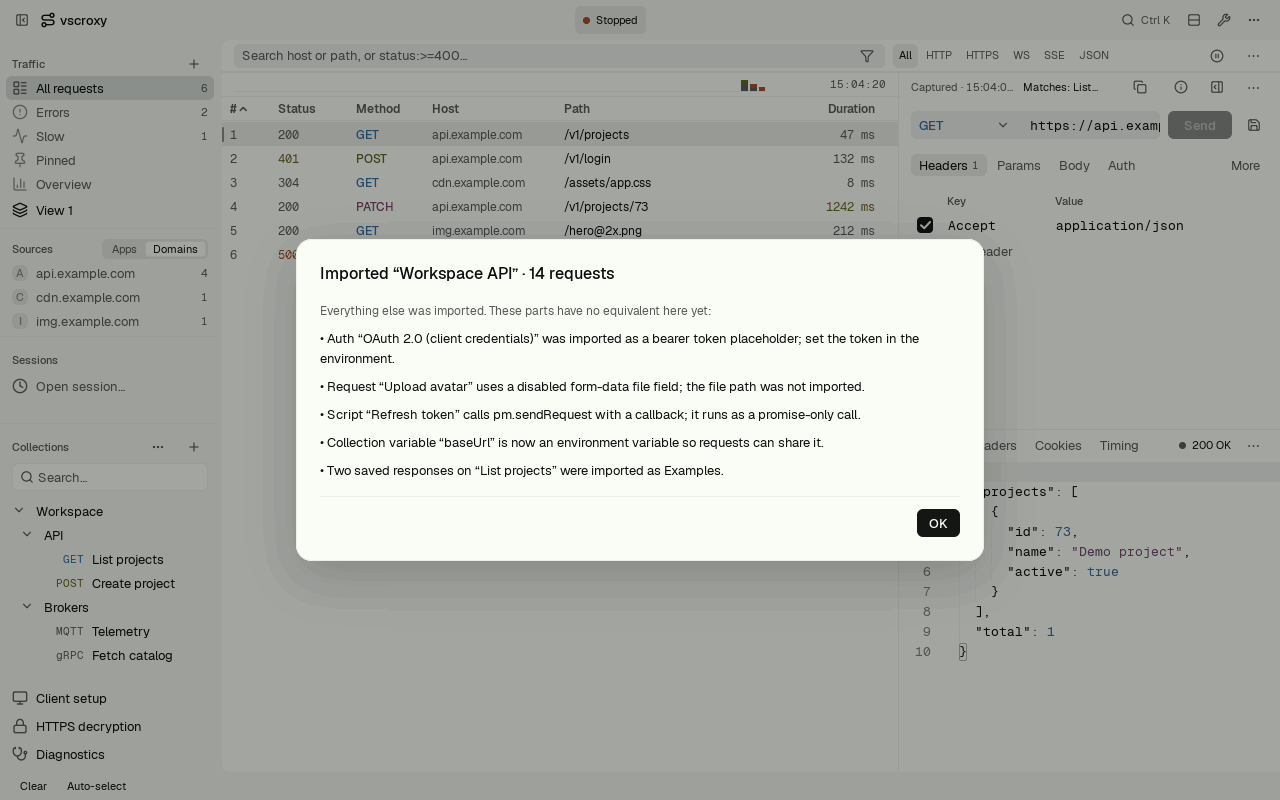 vscroxy
Stopped
Ctrl K
Traffic
All requests 6
Errors 2
Slow 1
Pinned
Overview
View 1
Sources Apps Domains
A api.example.com 4
C cdn.example.com 1
I img.example.com 1
Sessions
Open session...
Collections
Search...
Workspace
API
GET List projects
POST Create project
Brokers
MQTT Telemetry
gRPC Fetch catalog
Client setup
HTTPS decryption
Diagnostics
Clear Auto-select
Search host or path, or status:>=400...
All HTTP HTTPS WS SSE JSON
15:04:20
# Status Method Host Path Duration
1 200 GET api.example.com /v1/projects 47 ms
2 401 POST api.example.com /v1/login 132 ms
3 304 GET cdn.example.com /assets/app.css 8 ms
4 200 PATCH api.example.com /v1/projects/73 1242 ms
5 200 GET img.example.com /hero@2x.png 212 ms
6 500
Captured · 15:04:0... Matches: List...
GET https://api.examp Send
Headers 1 Params Body Auth More
Key Value
Accept application/json
eader
Imported “Workspace API” · 14 requests
Everything else was imported. These parts have no equivalent here yet:
• Auth “OAuth 2.0 (client credentials)” was imported as a bearer token placeholder; set the token in the
environment.
• Request “Upload avatar” uses a disabled form-data file field; the file path was not imported.
• Script “Refresh token” calls pm.sendRequest with a callback; it runs as a promise-only call.
• Collection variable “baseUrl” is now an environment variable so requests can share it.
• Two saved responses on “List projects” were imported as Examples.
OK
aders Cookies Timing 200 OK
projects": [
{
"id": 73,
"name": "Demo project",
6 "active": true
7 }
8 ],
9 "total": 1
10 }